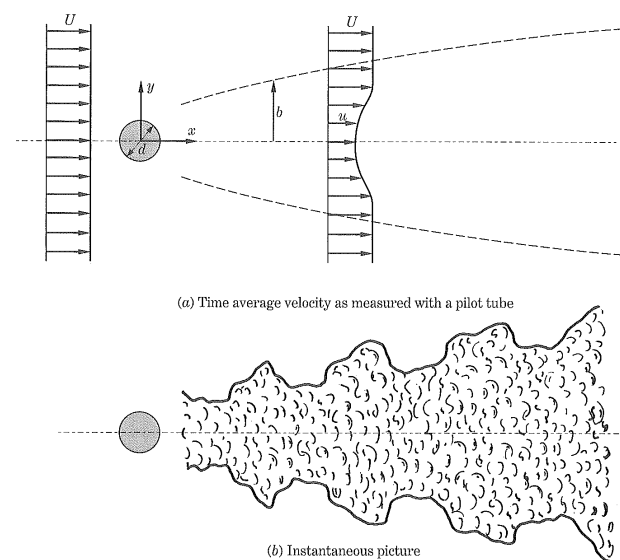 U
U
y
b
u
x
d
(a) Time average velocity as measured with a pilot tube
(b) Instantaneous picture